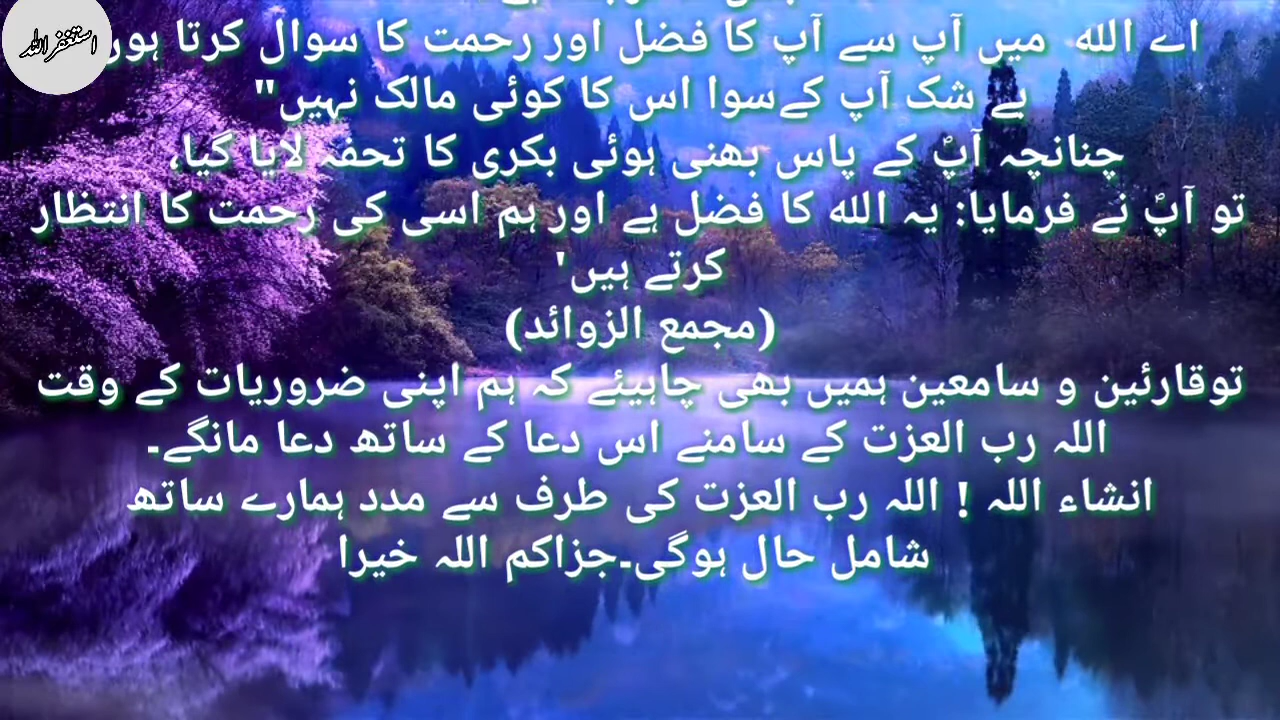 استغفر اللہ
اے الله میں آپ سے آپ کا فضل اور رحمت کا سوال کرتا ہوں
بے شک آپ کےسوا اس کا کوئی مالک نہیں"
چنانچہ آپؐ کے پاس بھنی ہوئی بکری کا تحفہ لایا گیا،
تو آپؐ نے فرمایا: یہ الله کا فضل ہے اور ہم اسی کی رحمت کا انتظار
کرتے ہیں'
(مجمع الزوائد)
توقارئین و سامعین ہمیں بھی چاہیئے کہ ہم اپنی ضروریات کے وقت
اللہ رب العزت کے سامنے اس دعا کے ساتھ دعا مانگے۔
انشاء اللہ ! اللہ رب العزت کی طرف سے مدد ہمارے ساتھ
شامل حال ہوگی۔جزاکم اللہ خیرا